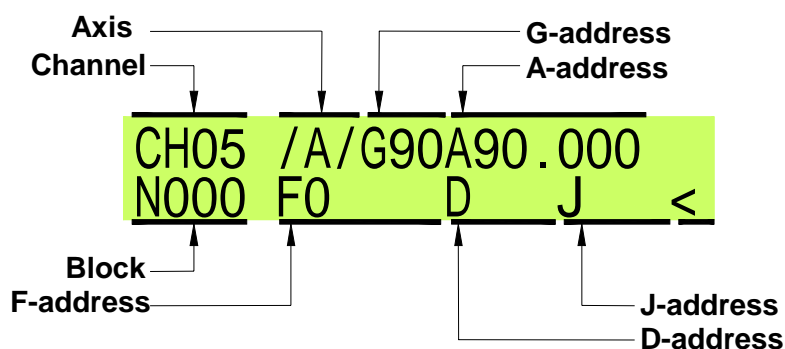 Axis
G-address
Channel
A-address
CH05 /A/G90A90.000
N000 F0 D J <
Block
F-address
J-address
D-address